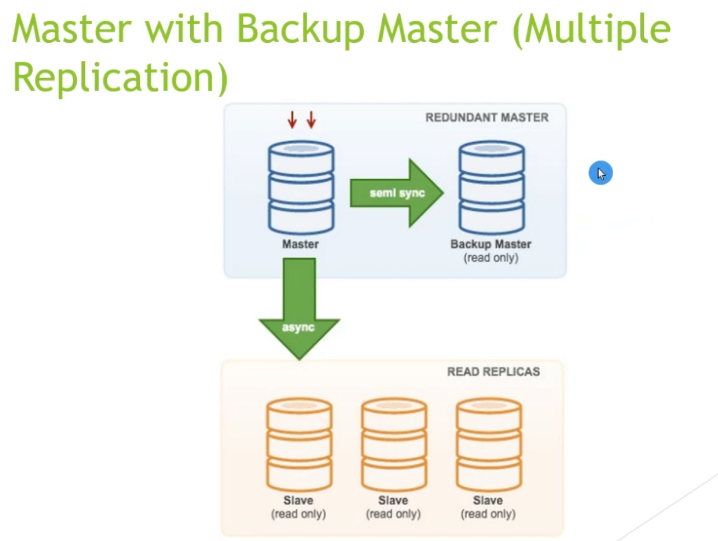 Master with Backup Master (Multiple
Replication)
REDUNDANT MASTER
semi sync
Master
Backup Master
(read only)
async
READ REPLICAS
Slave
(read only)
Slave
(read only)
Slave
(read only)